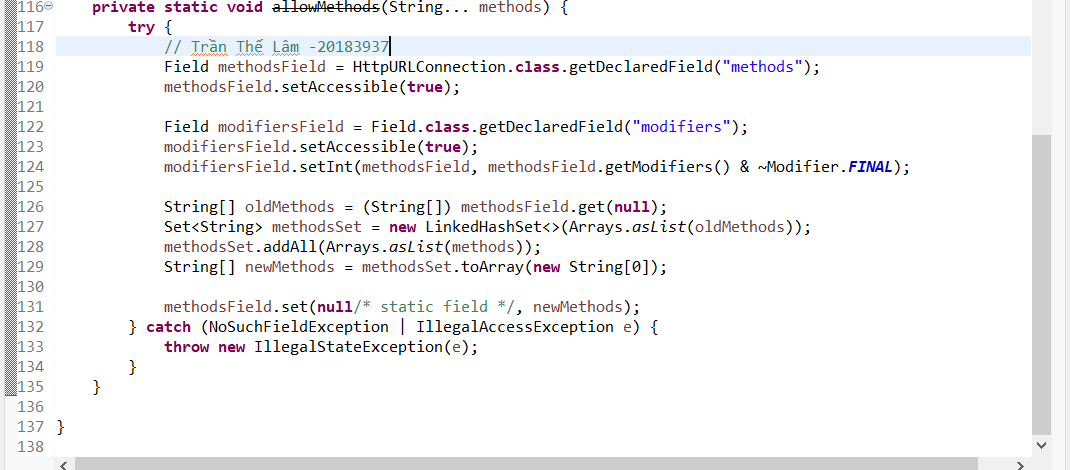 116 private static void allowMethods(String... methods) {
117 try {
118 // Trần Thế Lâm -20183937
119 Field methodsField = HttpURLConnection.class.getDeclaredField("methods");
120 methodsField.setAccessible(true);
121
122 Field modifiersField = Field.class.getDeclaredField("modifiers");
123 modifiersField.setAccessible(true);
124 modifiersField.setInt(methodsField, methodsField.getModifiers() & ~Modifier.FINAL);
125
126 String[] oldMethods = (String[]) methodsField.get(null);
127 Set<String> methodsSet = new LinkedHashSet<>(Arrays.asList(oldMethods));
128 methodsSet.addAll(Arrays.asList(methods));
129 String[] newMethods = methodsSet.toArray(new String[0]);
130
131 methodsField.set(null/* static field */, newMethods);
132 } catch (NoSuchFieldException | IllegalAccessException e) {
133 throw new IllegalStateException(e);
134 }
135 }
136
137 }
138